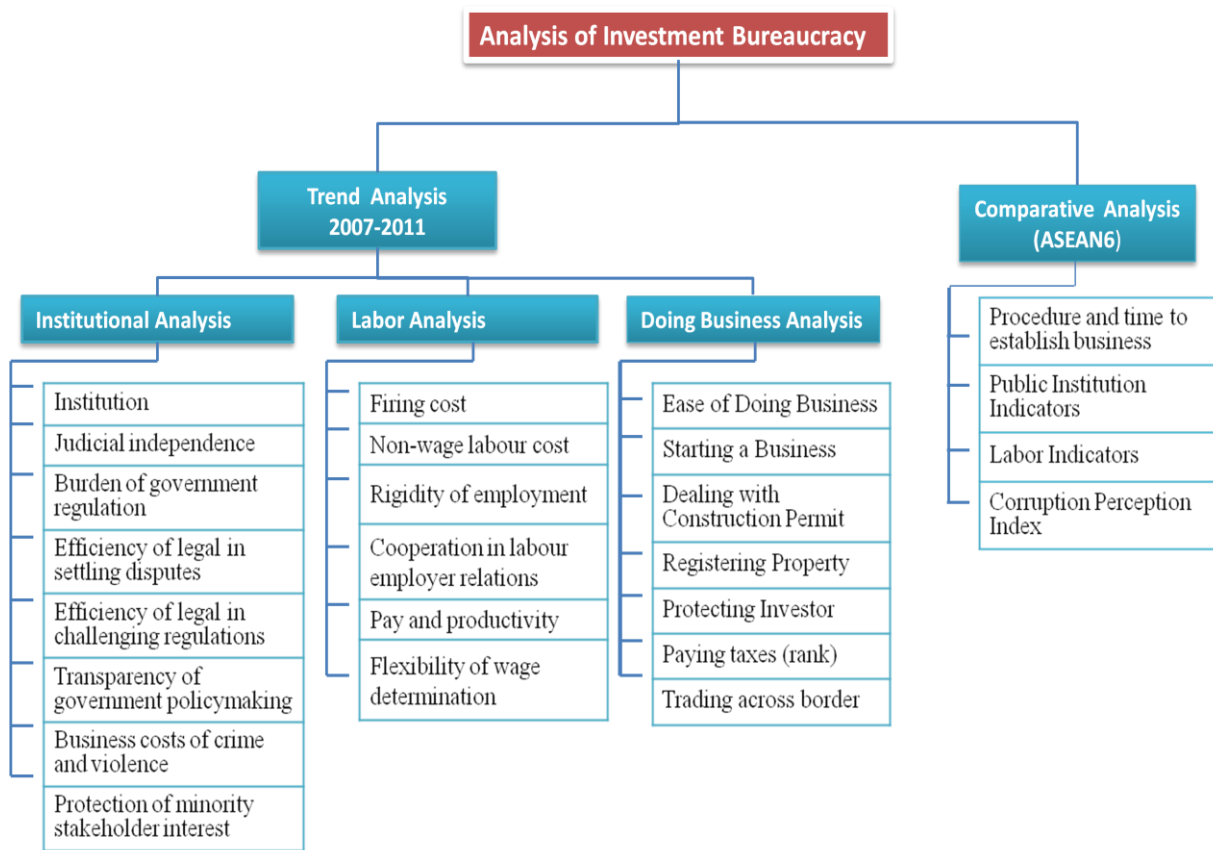 Analysis of Investment Bureaucracy
Trend Analysis
2007-2011
Comparative Analysis
(ASEAN6)
Institutional Analysis
Labor Analysis
Doing Business Analysis
Institution
Judicial independence
Burden of government
regulation
Efficiency of legal in
settling disputes
Efficiency of legal in
challenging regulations
Transparency of
government policymaking
Business costs of crime
and violence
Protection of minority
stakeholder interest
Firing cost
Non-wage labour cost
Rigidity of employment
Cooperation in labour
employer relations
Pay and productivity
Flexibility of wage
determination
Ease of Doing Business
Starting a Business
Dealing with
Construction Permit
Registering Property
Protecting Investor
Paying taxes (rank)
Trading across border
Procedure and time to
establish business
Public Institution
Indicators
Labor Indicators
Corruption Perception
Index